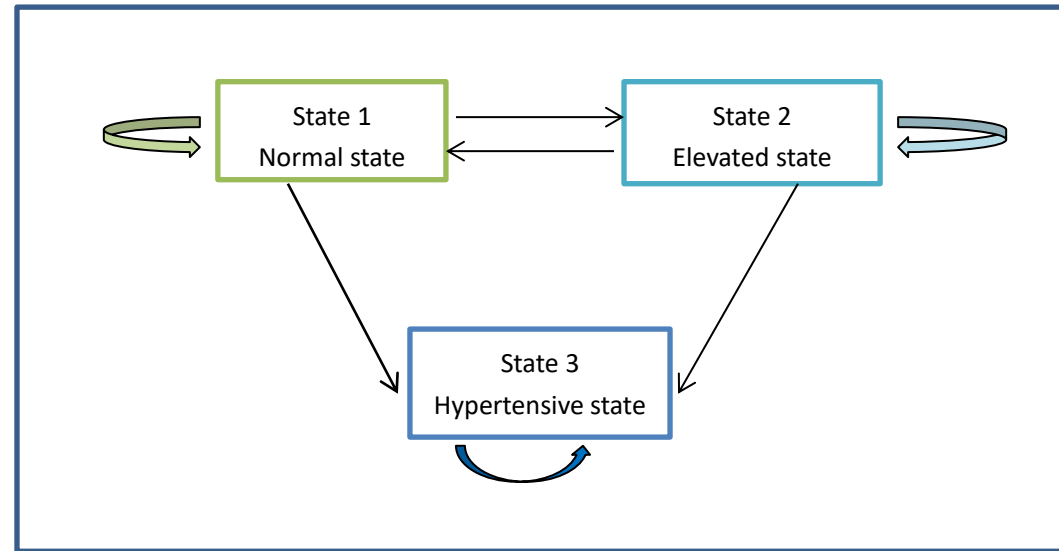 State 1
Normal state
State 2
Elevated state
State 3
Hypertensive state